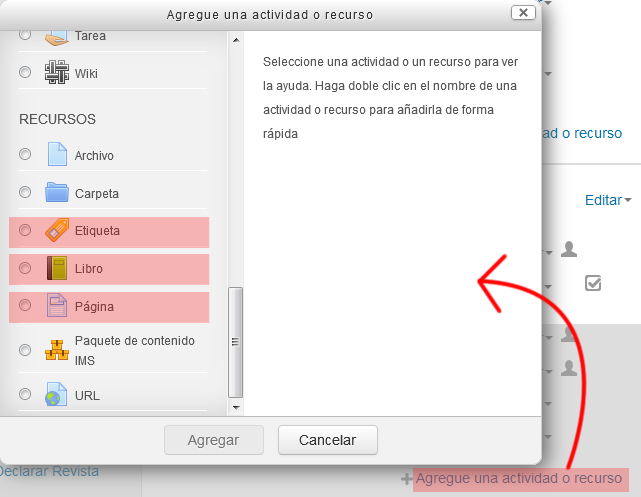 Agregue una actividad o recurso
Tarea
Wiki
RECURSOS
Archivo
Carpeta
Etiqueta
Libro
Página
Paquete de contenido
IMS
URL
Seleccione una actividad o un recurso para ver
la ayuda. Haga doble clic en el nombre de una
actividad o recurso para añadirla de forma
rápida
Agregar
Cancelar
ad o recurso
Editar
Declarar Revista
Agregue una actividad o recurso